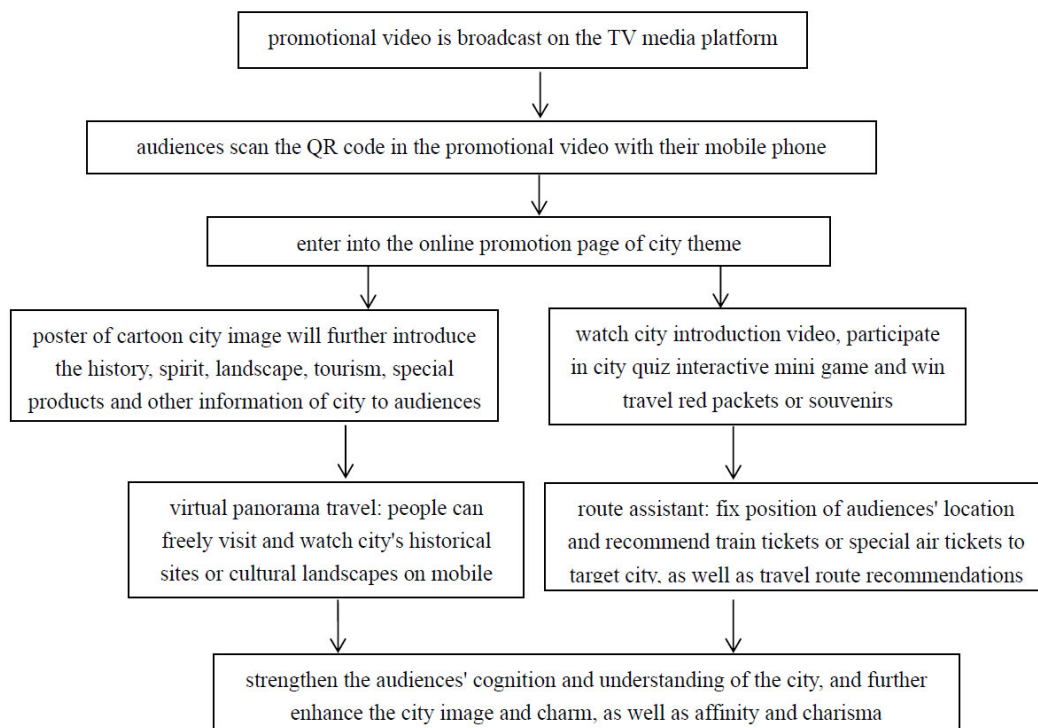 promotional video is broadcast on the TV media platform
audiences scan the QR code in the promotional video with their mobile phone
enter into the online promotion page of city theme
poster of cartoon city image will further introduce
the history, spirit, landscape, tourism, special
products and other information of city to audiences
watch city introduction video, participate
in city quiz interactive mini game and win
travel red packets or souvenirs
virtual panorama travel: people can
freely visit and watch city's historical
sites or cultural landscapes on mobile
route assistant: fix position of audiences' location
and recommend train tickets or special air tickets to
target city, as well as travel route recommendations
strengthen the audiences' cognition and understanding of the city, and further
enhance the city image and charm, as well as affinity and charisma